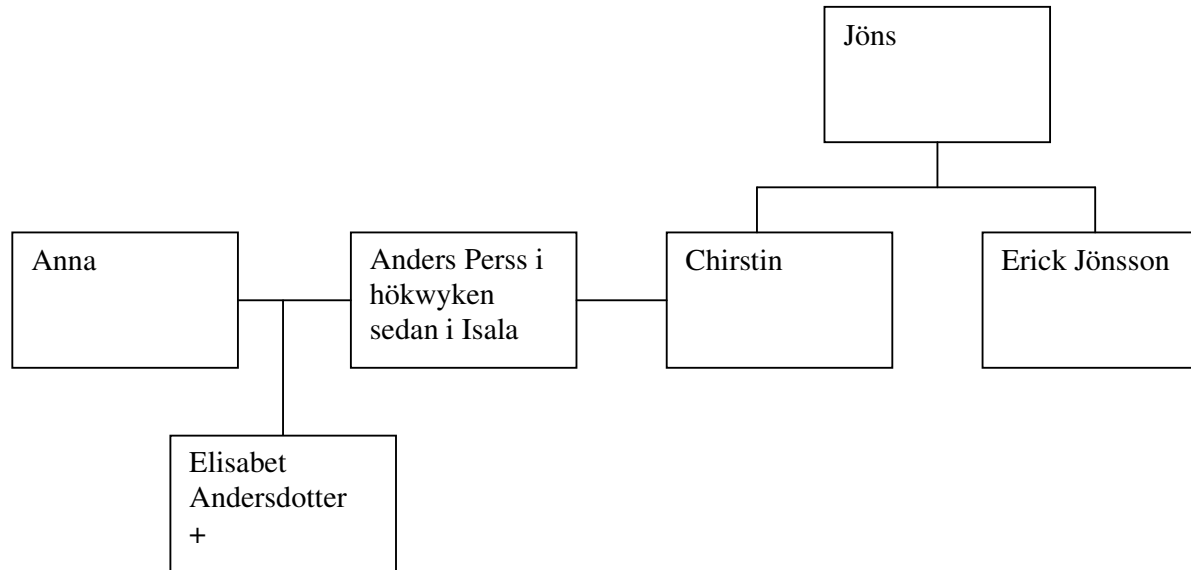 Jöns
Anna
Anders Perss i
hökwyken
sedan i Isala
Chirstin
Erick Jönsson
Elisabet
Andersdotter
+